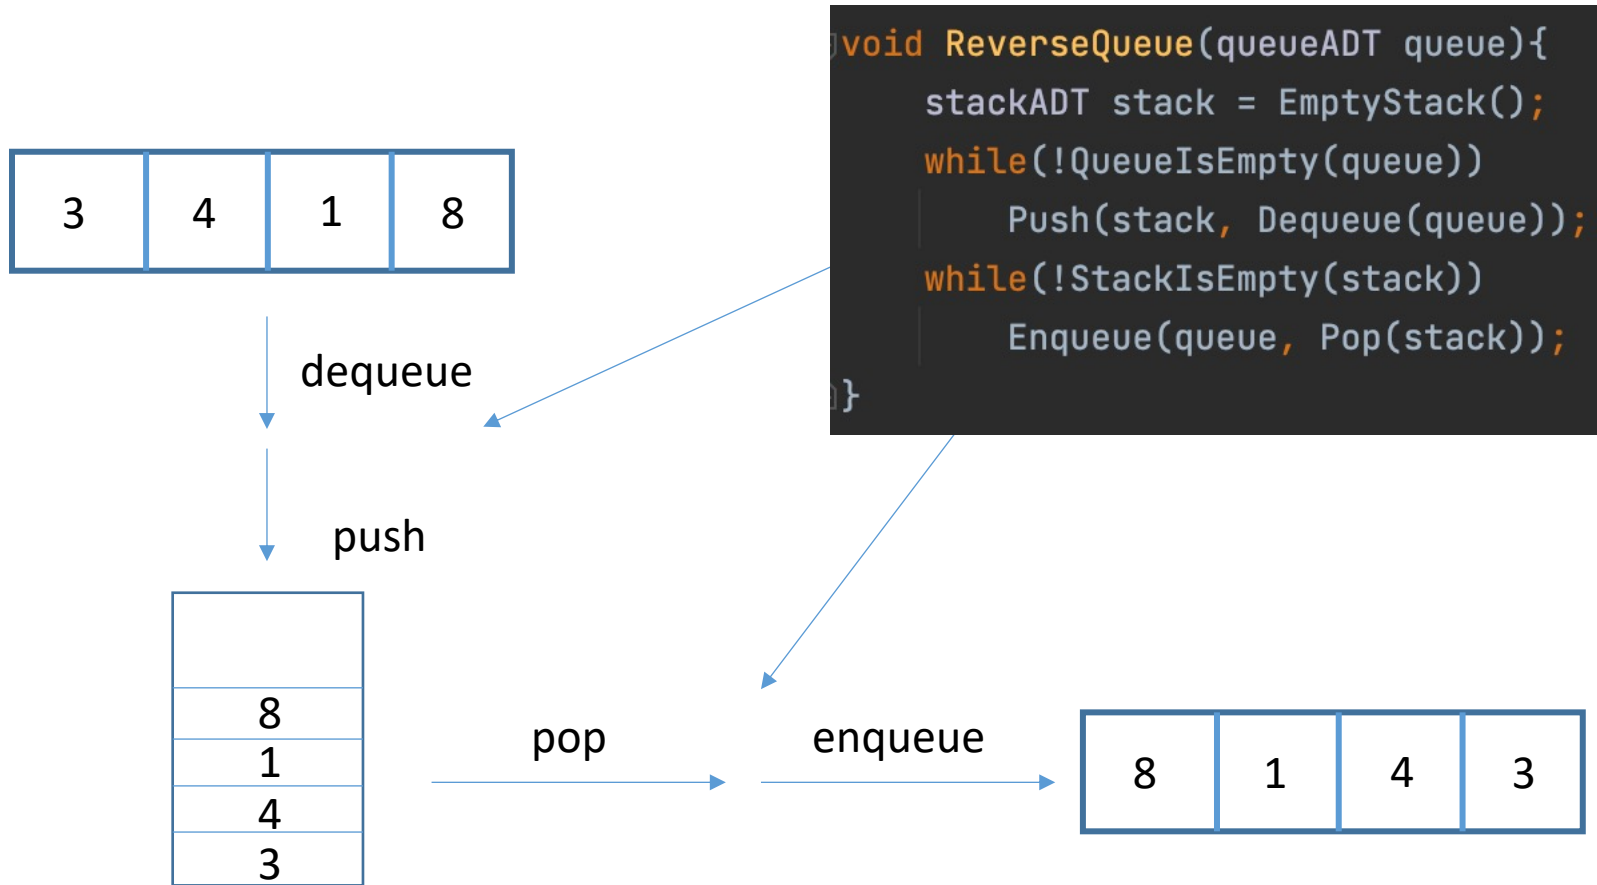 void ReverseQueue(queueADT queue){
stackADT stack = EmptyStack();
while(!QueueIsEmpty(queue))
Push(stack, Dequeue(queue));
while(!StackIsEmpty(stack))
Enqueue(queue, Pop(stack));
}
3 4 1 8
dequeue
push
8
1
4
3
pop enqueue
8 1 4 3